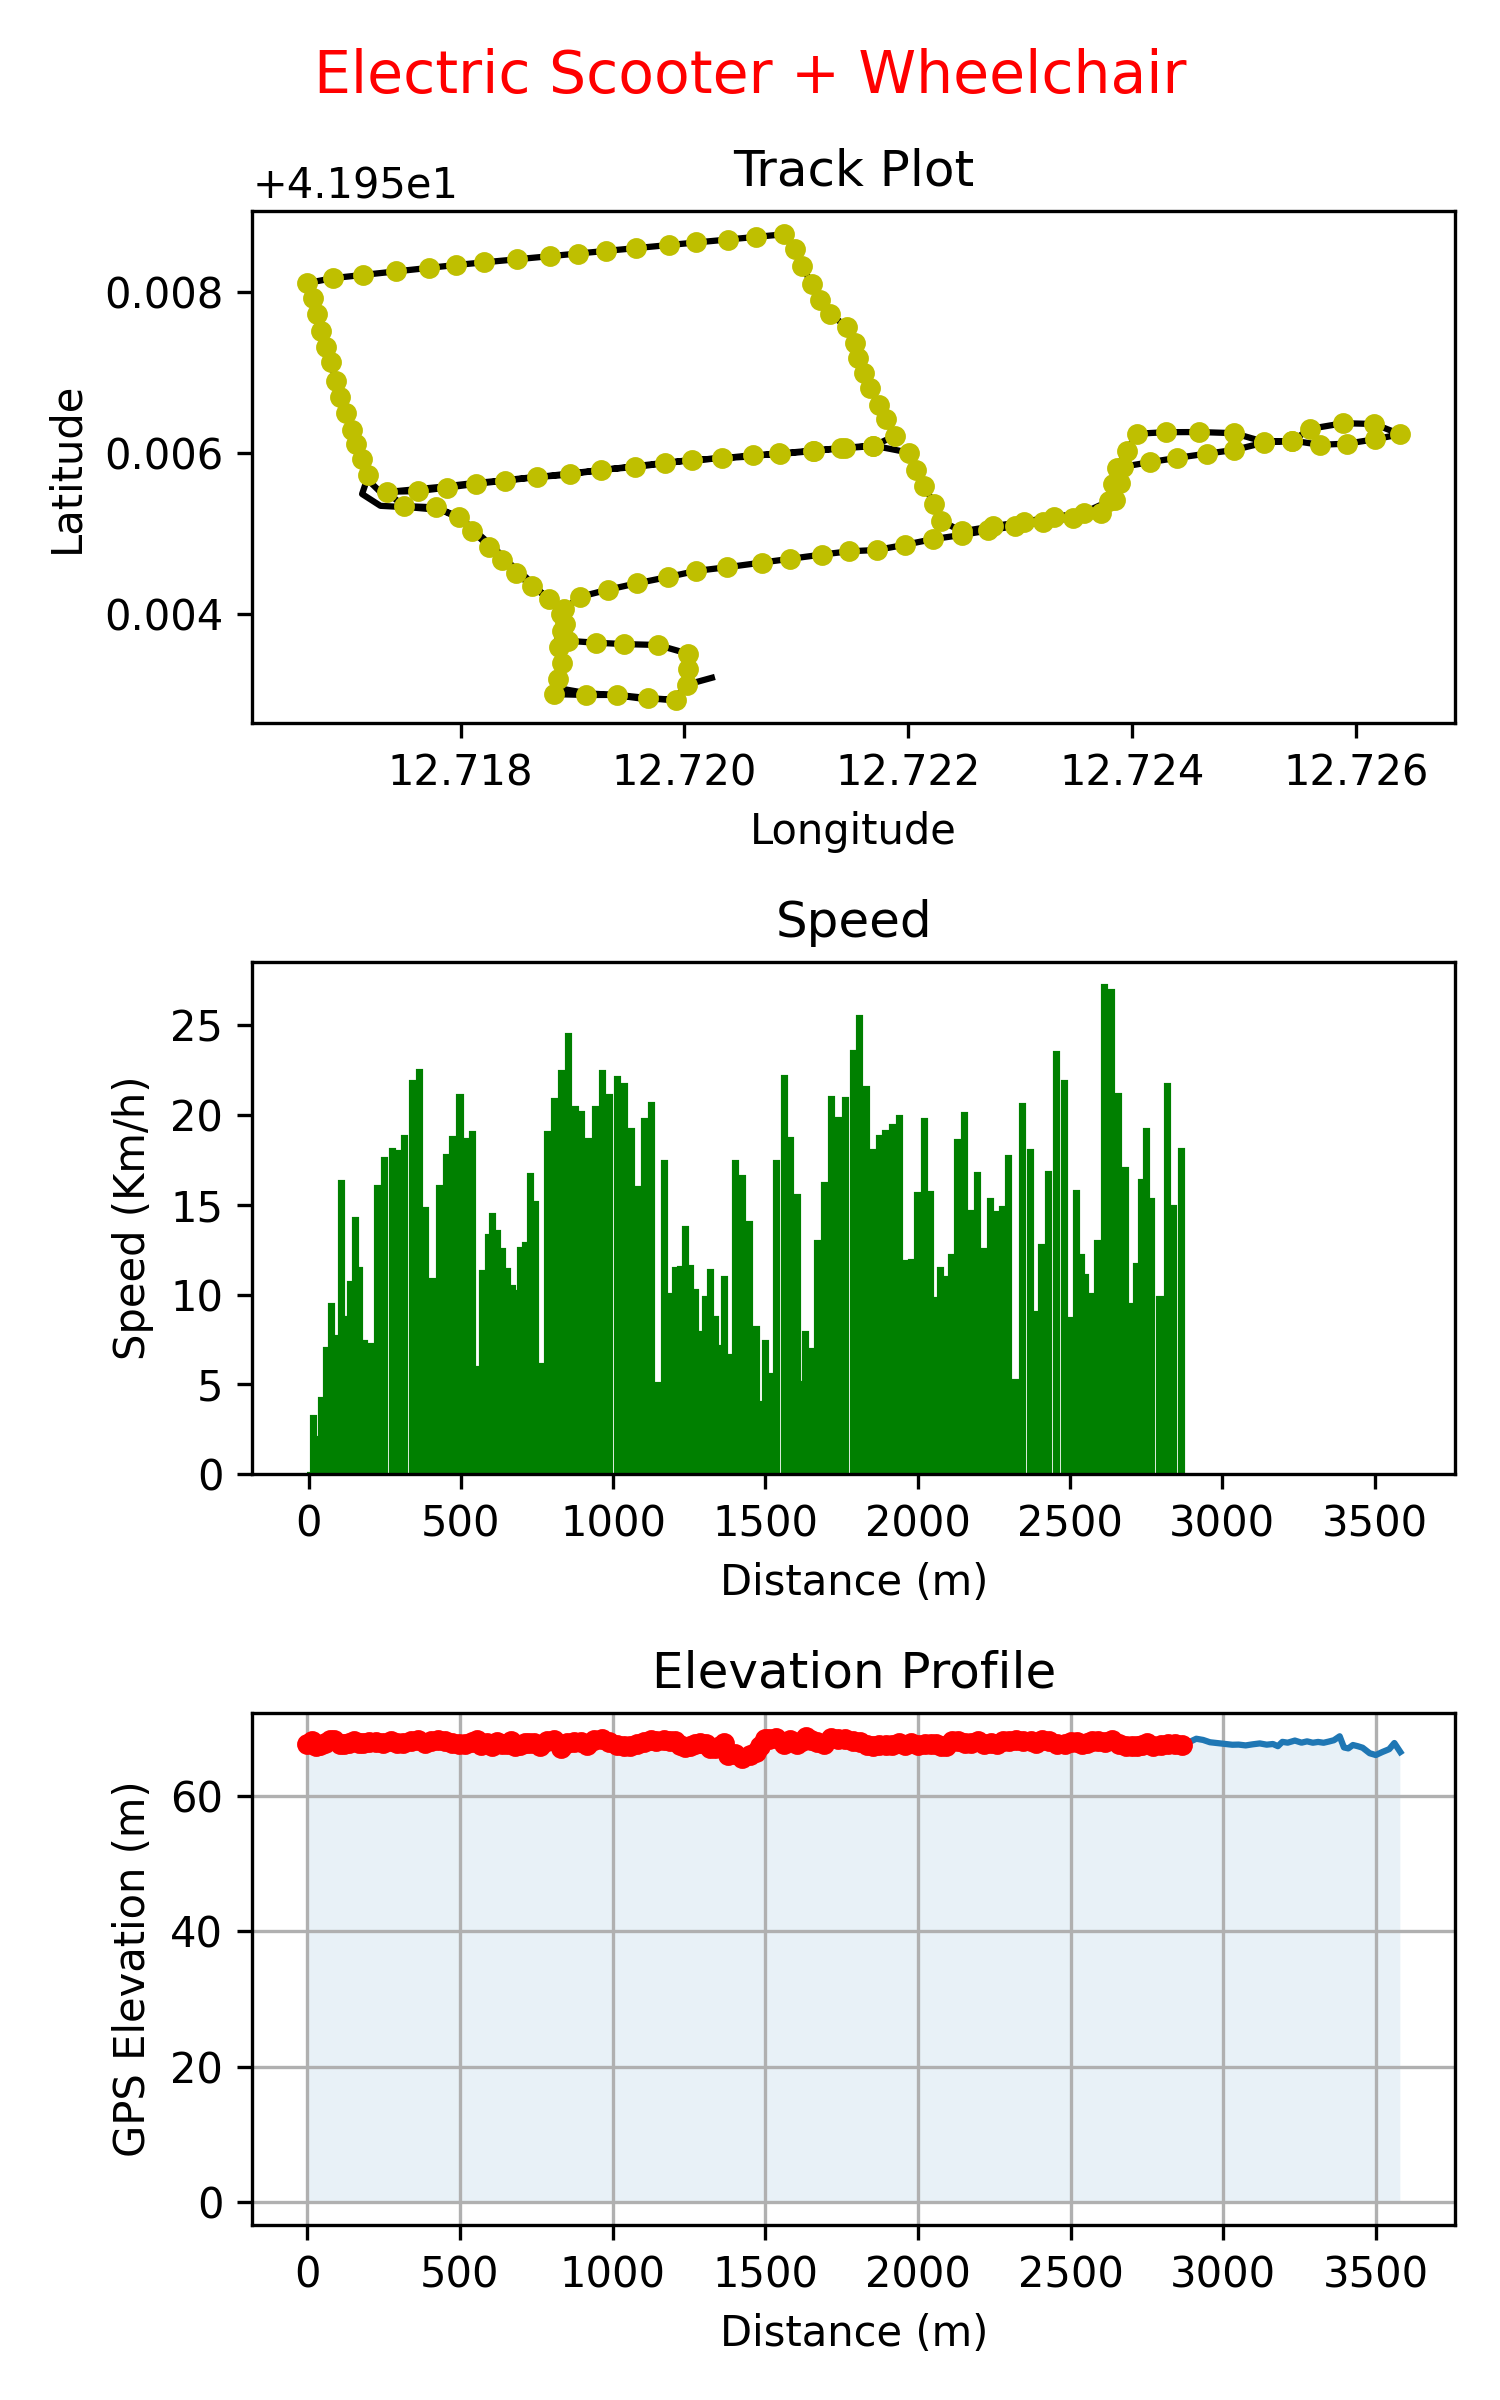 Electric Scooter + Wheelchair
Track Plot
+4.195e1
0.008
0.006
0.004
Latitude
12.718 12.720 12.722 12.724 12.726
Longitude
Speed
25
20
15
10
5
0
Speed (Km/h)
0 500 1000 1500 2000 2500 3000 3500
Distance (m)
Elevation Profile
60
40
20
0
GPS Elevation (m)
0 500 1000 1500 2000 2500 3000 3500
Distance (m)